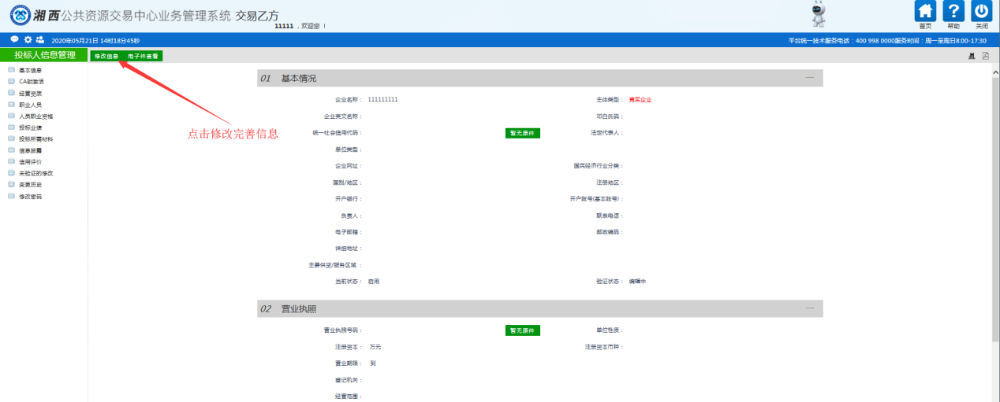 湘西公共资源交易中心业务管理系统 交易乙方
11111 ，欢迎您 ！
首页 帮助 关闭
2020年05月21日 14时18分45秒 平台统一技术服务电话：400 998 0000服务时间：周一至周日8:00-17:30
投标人信息管理 修改信息 电子件查看
基本信息
CA锁激活
经营资质
职业人员
人员职业资格
投标业绩
投标所需材料
信息披露
信用评价
未验证的修改
变更历史
修改密码
点击修改完善信息
01 基本情况
企业名称： 111111111 主体类型： 竞买企业
企业英文名称： 邓白氏码：
统一社会信用代码： 暂无原件 法定代表人：
单位类型：
企业网址： 国民经济行业分类：
国别/地区： 注册地区：
开户银行： 开户账号(基本账号)：
负责人： 联系电话：
电子邮箱： 邮政编码：
详细地址：
主要供货/服务区域：
当前状态： 启用 验证状态： 编辑中
02 营业执照
营业执照号码： 暂无原件 单位性质：
注册资本： 万元 注册资本币种：
营业期限： 到
登记机关：
经营范围：